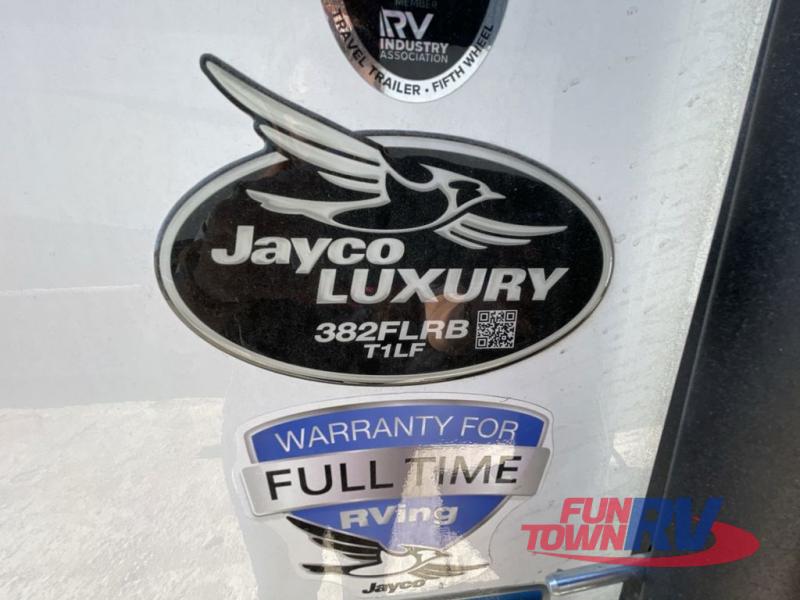 MEMBER
RV
INDUSTRY
ASSOCIATION
TRAVEL TRAILER • FIFTH WHEEL
Jayco
LUXURY
382FLRB
T1LF
WARRANTY FOR
FULL TIME
RVing
Jayco
FUN
TOWN RV